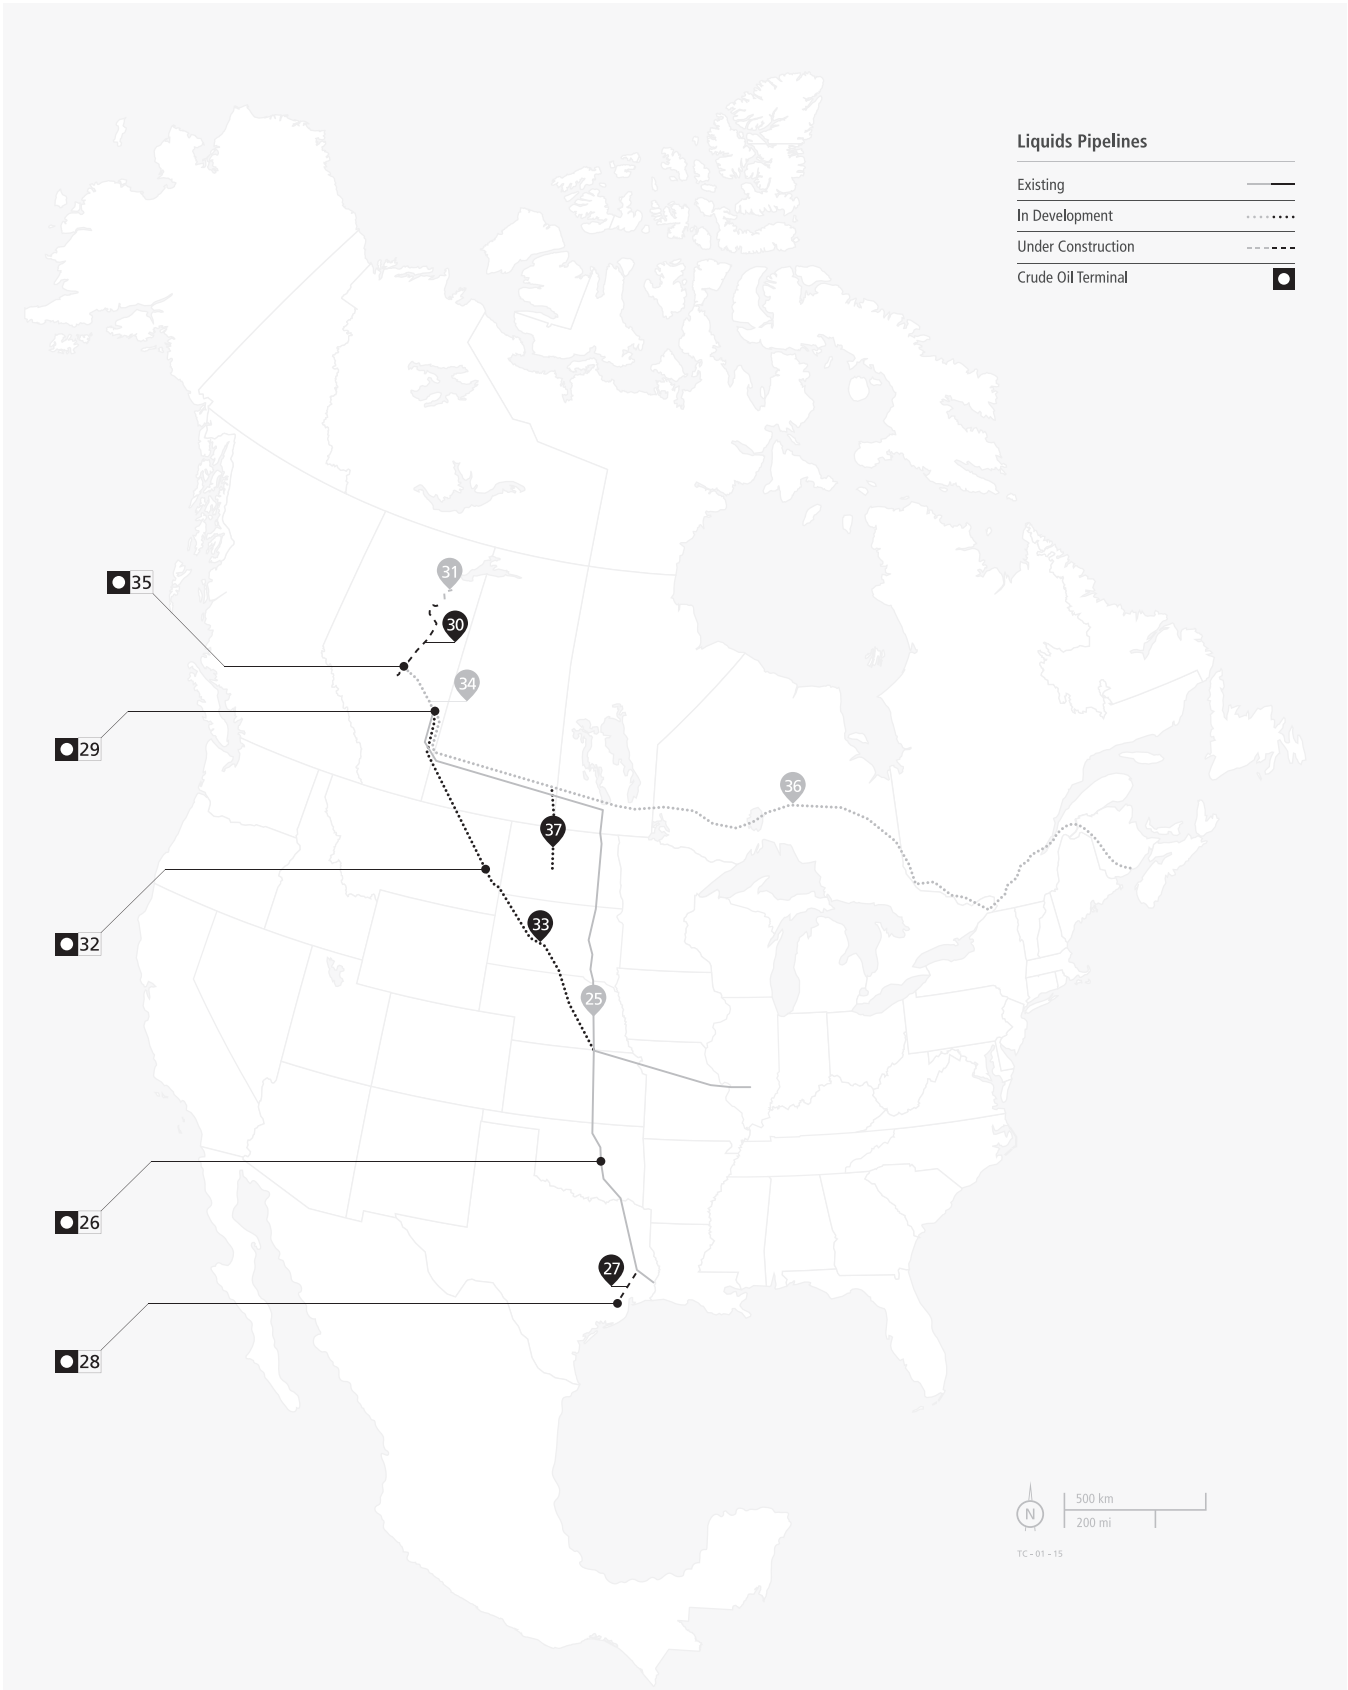 Liquids Pipelines
Existing
In Development
Under Construction
Crude Oil Terminal
31
35
30
34
29
36
37
33
32
25
26
27
28
500 km
N
200 mi
TC - 01 - 15